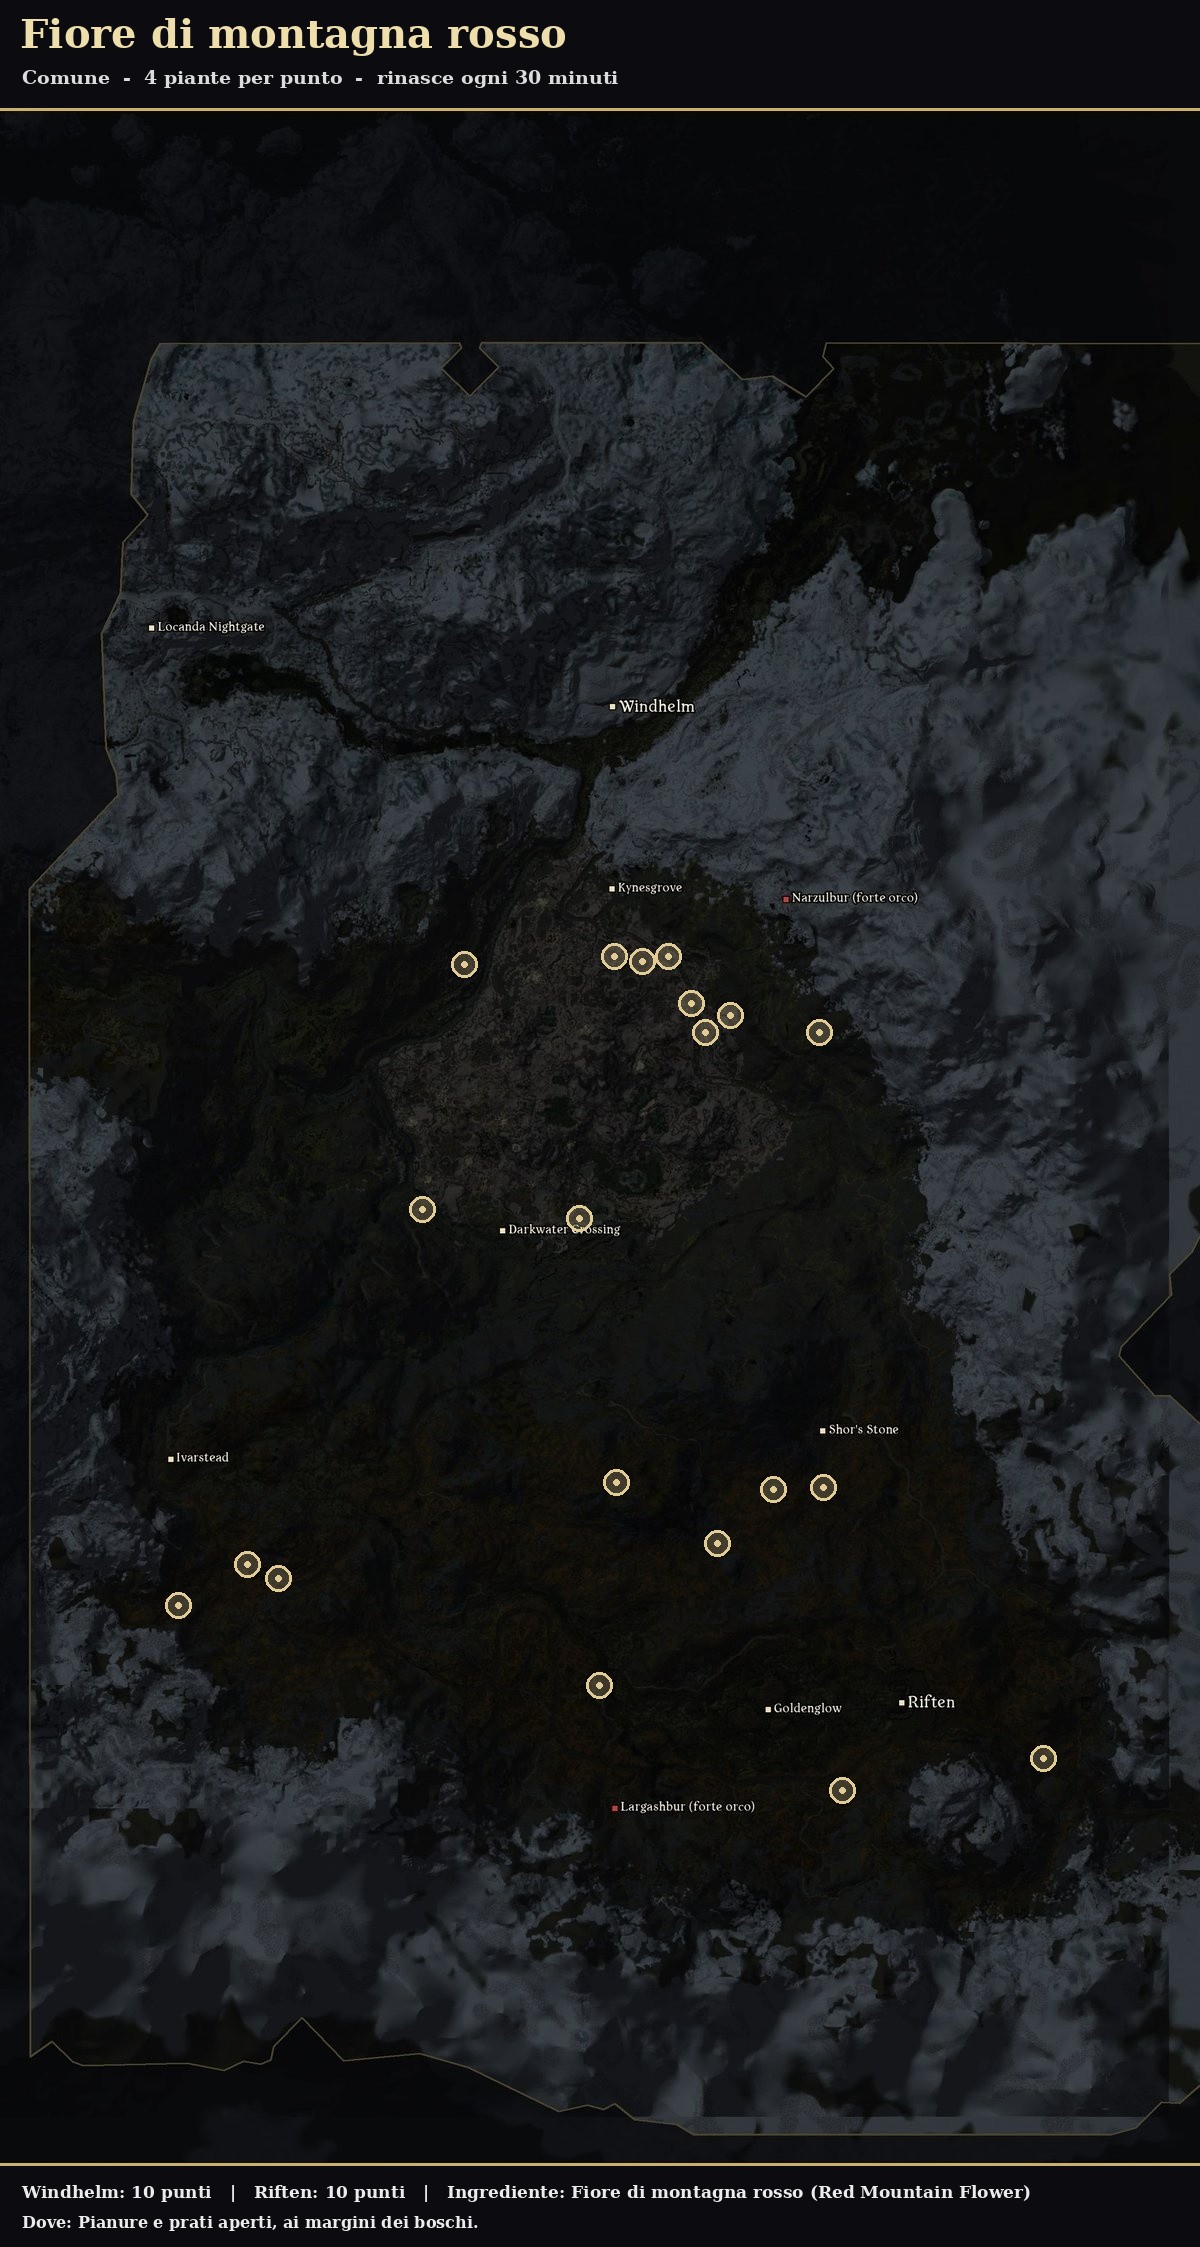 Fiore di montagna rosso
Comune - 4 piante per punto - rinasce ogni 30 minuti
Locanda Nightgate
Windhelm
Kynesgrove
Narzulbur (forte orco)
Darkwater Crossing
Shor's Stone
Ivarstead
Riften
Goldenglow
Largashbur (forte orco)
Windhelm: 10 punti | Riften: 10 punti | Ingrediente: Fiore di montagna rosso (Red Mountain Flower)
Dove: Pianure e prati aperti, ai margini dei boschi.